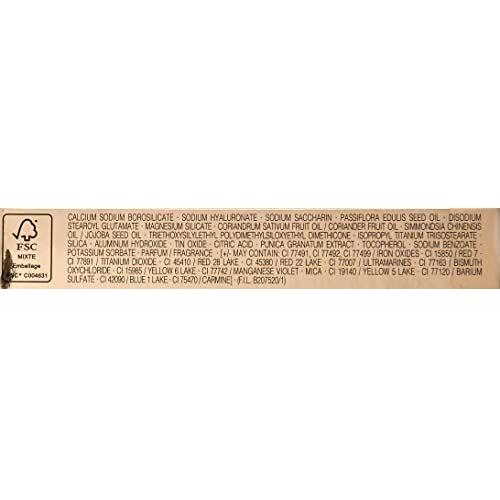 CALCIUM SODIUM BOROSILICATE · SODIUM HYALURONATE · SODIUM SACCHARIN · PASSIFLORA EDULIS SEED OIL · DISODIUM
STEAROYL GLUTAMATE · MAGNESIUM SILICATE · CORIANDRUM SATIVUM FRUIT OIL / CORIANDER FRUIT OIL · SIMMONDSIA CHINENSIS
OIL / JOJOBA SEED OIL · TRIETHOXYSILYLETHYL POLYDIMETHYLSILOXYETHYL DIMETHICONE · ISOPROPYL TITANIUM TRIISOSTEARATE ·
SILICA · ALUMINUM HYDROXIDE · TIN OXIDE · CITRIC ACID · PUNICA GRANATUM EXTRACT · TOCOPHEROL · SODIUM BENZOATE ·
POTASSIUM SORBATE · PARFUM / FRAGRANCE · [+/- MAY CONTAIN: CI 77491, CI 77492, CI 77499 / IRON OXIDES · CI 15850 / RED 7 ·
CI 77891 / TITANIUM DIOXIDE · CI 45410 / RED 28 LAKE · CI 45380 / RED 22 LAKE · CI 77007 / ULTRAMARINES · CI 77163 / BISMUTH
OXYCHLORIDE · CI 15985 / YELLOW 6 LAKE · CI 77742 / MANGANESE VIOLET · MICA · CI 19140 / YELLOW 5 LAKE · CI 77120 / BARIUM
SULFATE · CI 42090 / BLUE 1 LAKE · CI 75470 / CARMINE] · (F.I.L. B207520/1)
FSC
MIXTE
Emballage
C004631